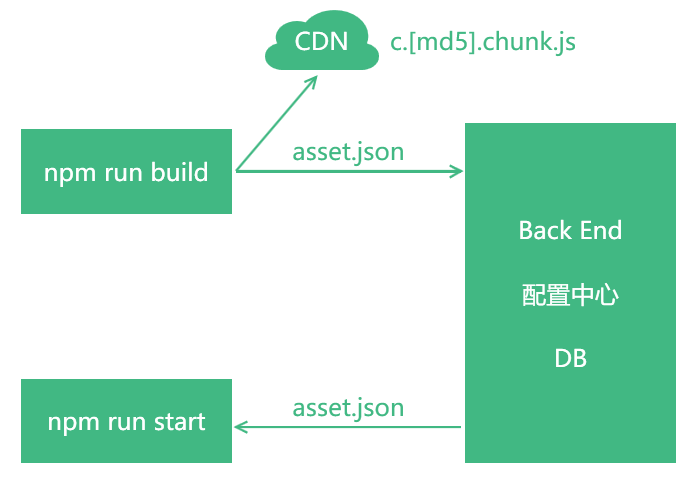 CDN
c.[md5].chunk.js
npm run build
asset.json
Back End
配置中心
DB
npm run start
asset.json